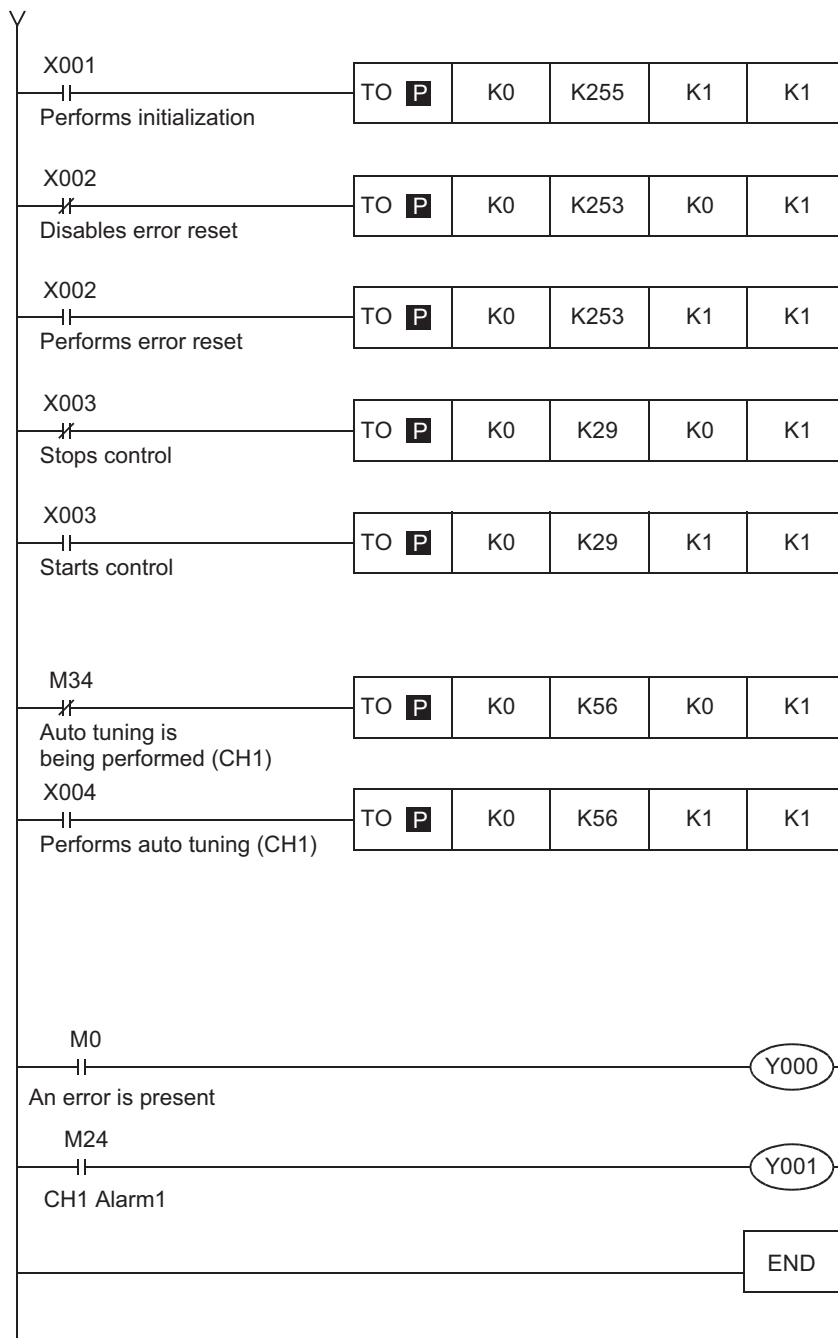 X001
TO P K0 K255 K1 K1
Performs initialization
X002
TO P K0 K253 K0 K1
Disables error reset
X002
TO P K0 K253 K1 K1
Performs error reset
X003
TO P K0 K29 K0 K1
Stops control
X003
TO P K0 K29 K1 K1
Starts control
M34
TO P K0 K56 K0 K1
Auto tuning is
being performed (CH1)
X004
TO P K0 K56 K1 K1
Performs auto tuning (CH1)
M0
Y000
An error is present
M24
Y001
CH1 Alarm1
END